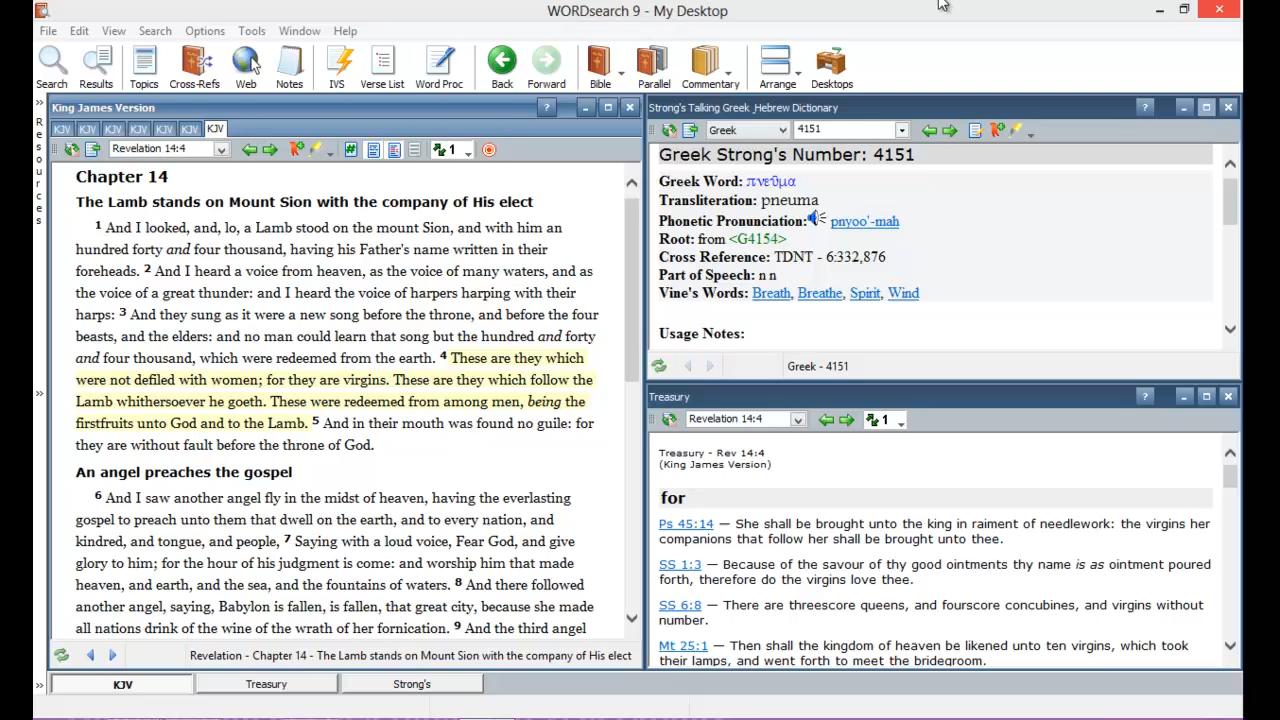 WORDsearch 9 - My Desktop
File Edit View Search Options Tools Window Help
Search Results Topics Cross-Refs Web Notes IVS Verse List Word Proc Back Forward Bible Parallel Commentary Arrange Desktops
» Resources »
King James Version
KJV KJV KJV KJV KJV KJV KJV
Revelation 14:4 1
Chapter 14
The Lamb stands on Mount Sion with the company of His elect
1 And I looked, and, lo, a Lamb stood on the mount Sion, and with him an
hundred forty and four thousand, having his Father's name written in their
foreheads. 2 And I heard a voice from heaven, as the voice of many waters, and as
the voice of a great thunder: and I heard the voice of harpers harping with their
harps: 3 And they sung as it were a new song before the throne, and before the four
beasts, and the elders: and no man could learn that song but the hundred and forty
and four thousand, which were redeemed from the earth. 4 These are they which
were not defiled with women; for they are virgins. These are they which follow the
Lamb whithersoever he goeth. These were redeemed from among men, being the
firstfruits unto God and to the Lamb. 5 And in their mouth was found no guile: for
they are without fault before the throne of God.
An angel preaches the gospel
6 And I saw another angel fly in the midst of heaven, having the everlasting
gospel to preach unto them that dwell on the earth, and to every nation, and
kindred, and tongue, and people, 7 Saying with a loud voice, Fear God, and give
glory to him; for the hour of his judgment is come: and worship him that made
heaven, and earth, and the sea, and the fountains of waters. 8 And there followed
another angel, saying, Babylon is fallen, is fallen, that great city, because she made
all nations drink of the wine of the wrath of her fornication. 9 And the third angel
Revelation - Chapter 14 - The Lamb stands on Mount Sion with the company of His elect
Strong's Talking Greek _Hebrew Dictionary
Greek 4151
Greek Strong's Number: 4151
Greek Word: πνεῦμα
Transliteration: pneuma
Phonetic Pronunciation: pnyoo'-mah
Root: from <G4154>
Cross Reference: TDNT - 6:332,876
Part of Speech: n n
Vine's Words: Breath, Breathe, Spirit, Wind
Usage Notes:
Greek - 4151
Treasury
Revelation 14:4 1
Treasury - Rev 14:4
(King James Version)
for
Ps 45:14 — She shall be brought unto the king in raiment of needlework: the virgins her
companions that follow her shall be brought unto thee.
SS 1:3 — Because of the savour of thy good ointments thy name is as ointment poured
forth, therefore do the virgins love thee.
SS 6:8 — There are threescore queens, and fourscore concubines, and virgins without
number.
Mt 25:1 — Then shall the kingdom of heaven be likened unto ten virgins, which took
their lamps, and went forth to meet the bridegroom.
» KJV Treasury Strong's